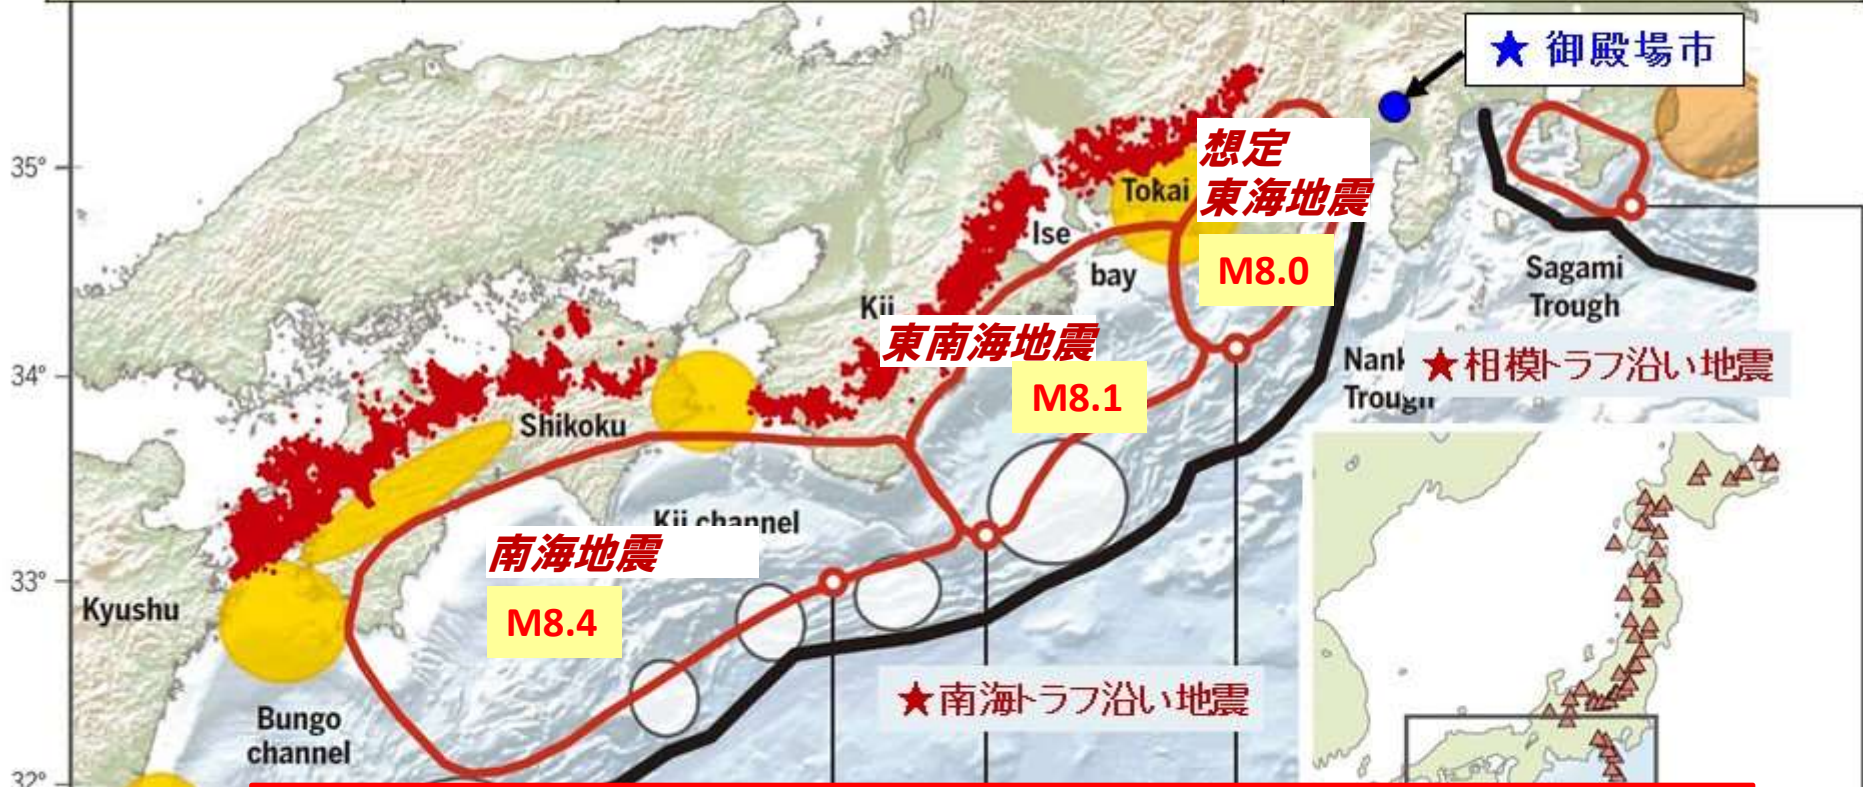 ★ 御殿場市
35°
想定
東海地震
Tokai
Ise
bay
M8.0
Sagami
Trough
Kii
東南海地震
M8.1
34°
Trough
★相模トラフ沿い地震
Shikoku
Kii channel
南海地震
M8.4
33°
Kyushu
★南海トラフ沿い地震
Bungo
channel
32°